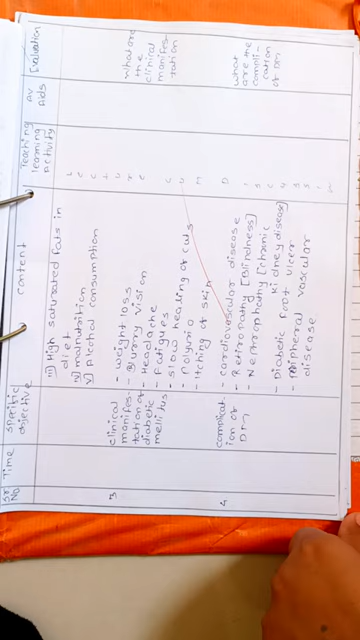 Sr No
Time
specific objective
content
Teaching learning activity
AV Aids
Evaluation
iii) High saturated fats in
diet
iv) malnutrition
v) Alcohol consumption
3
clinical
manifes-
tation of
diabetic
mellitus
- weight loss
- Blurry vision
- Headache
- Fatigues
- slow healing of cuts
- Polyuria
- Itching of skin
L
e
c
t
u
r
e
c
u
m
D
i
s
c
u
s
s
i
what are
the
clinical
manifes-
tation
4
complicat-
ion of
DM
- cardiovascular disease
- Retinopathy [Blindness]
- Nephropathy [chronic
kidney disease]
- Diabetic foot ulcer
- Peripheral vascular
disease
what
are the
compli-
cation
of DM